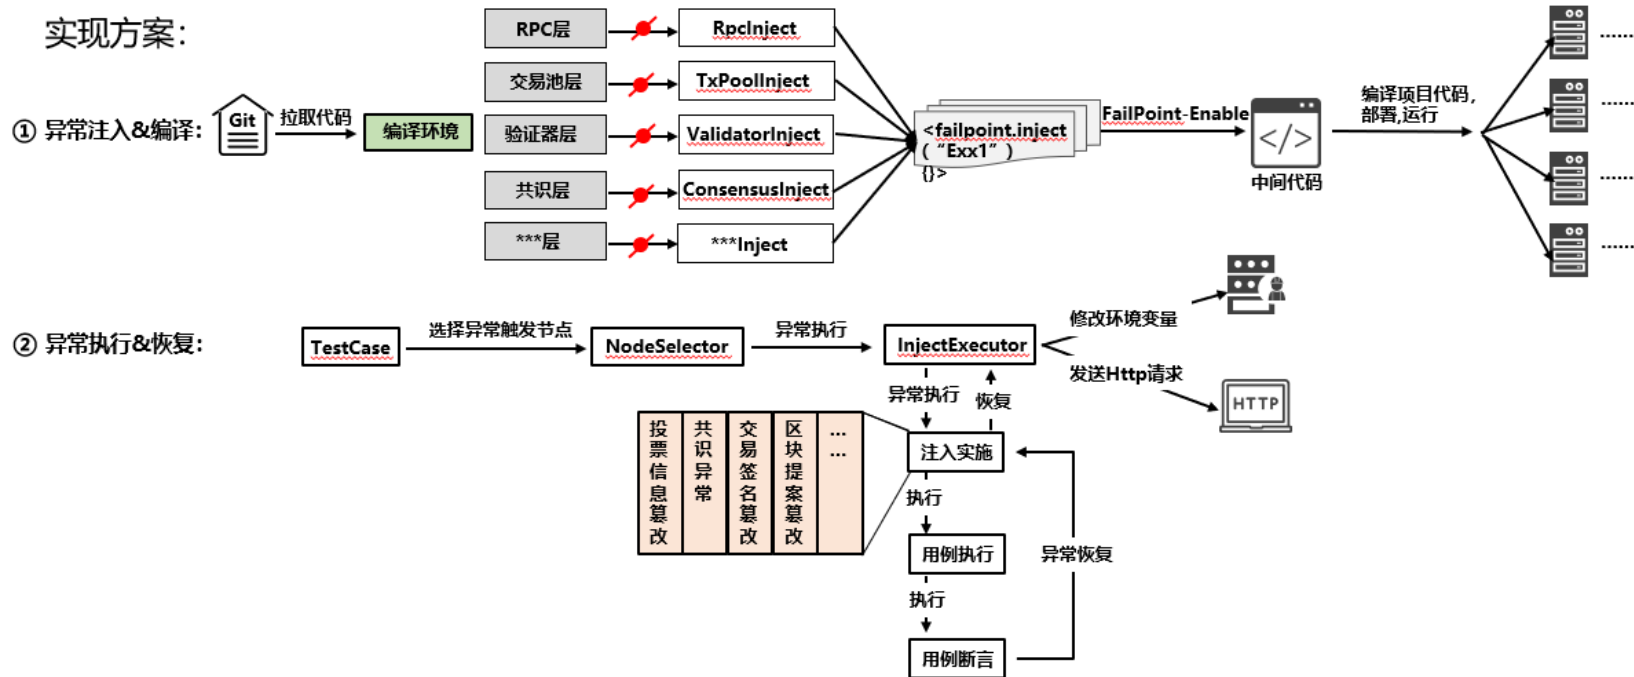 实现方案：
① 异常注入&编译：
Git
拉取代码
编译环境
RPC层
RpcInject
交易池层
TxPoolInject
验证器层
ValidatorInject
共识层
ConsensusInject
***层
***Inject
<failpoint.inject
(“Exx1”)
{}>
FailPoint-Enable
</>
中间代码
编译项目代码，
部署,运行
......
......
......
......
② 异常执行&恢复：
TestCase
选择异常触发节点
NodeSelector
异常执行
InjectExecutor
修改环境变量
发送Http请求
HTTP
异常执行
恢复
投票信息篡改
共识异常
交易签名篡改
区块提案篡改
... ...
注入实施
执行
用例执行
异常恢复
执行
用例断言